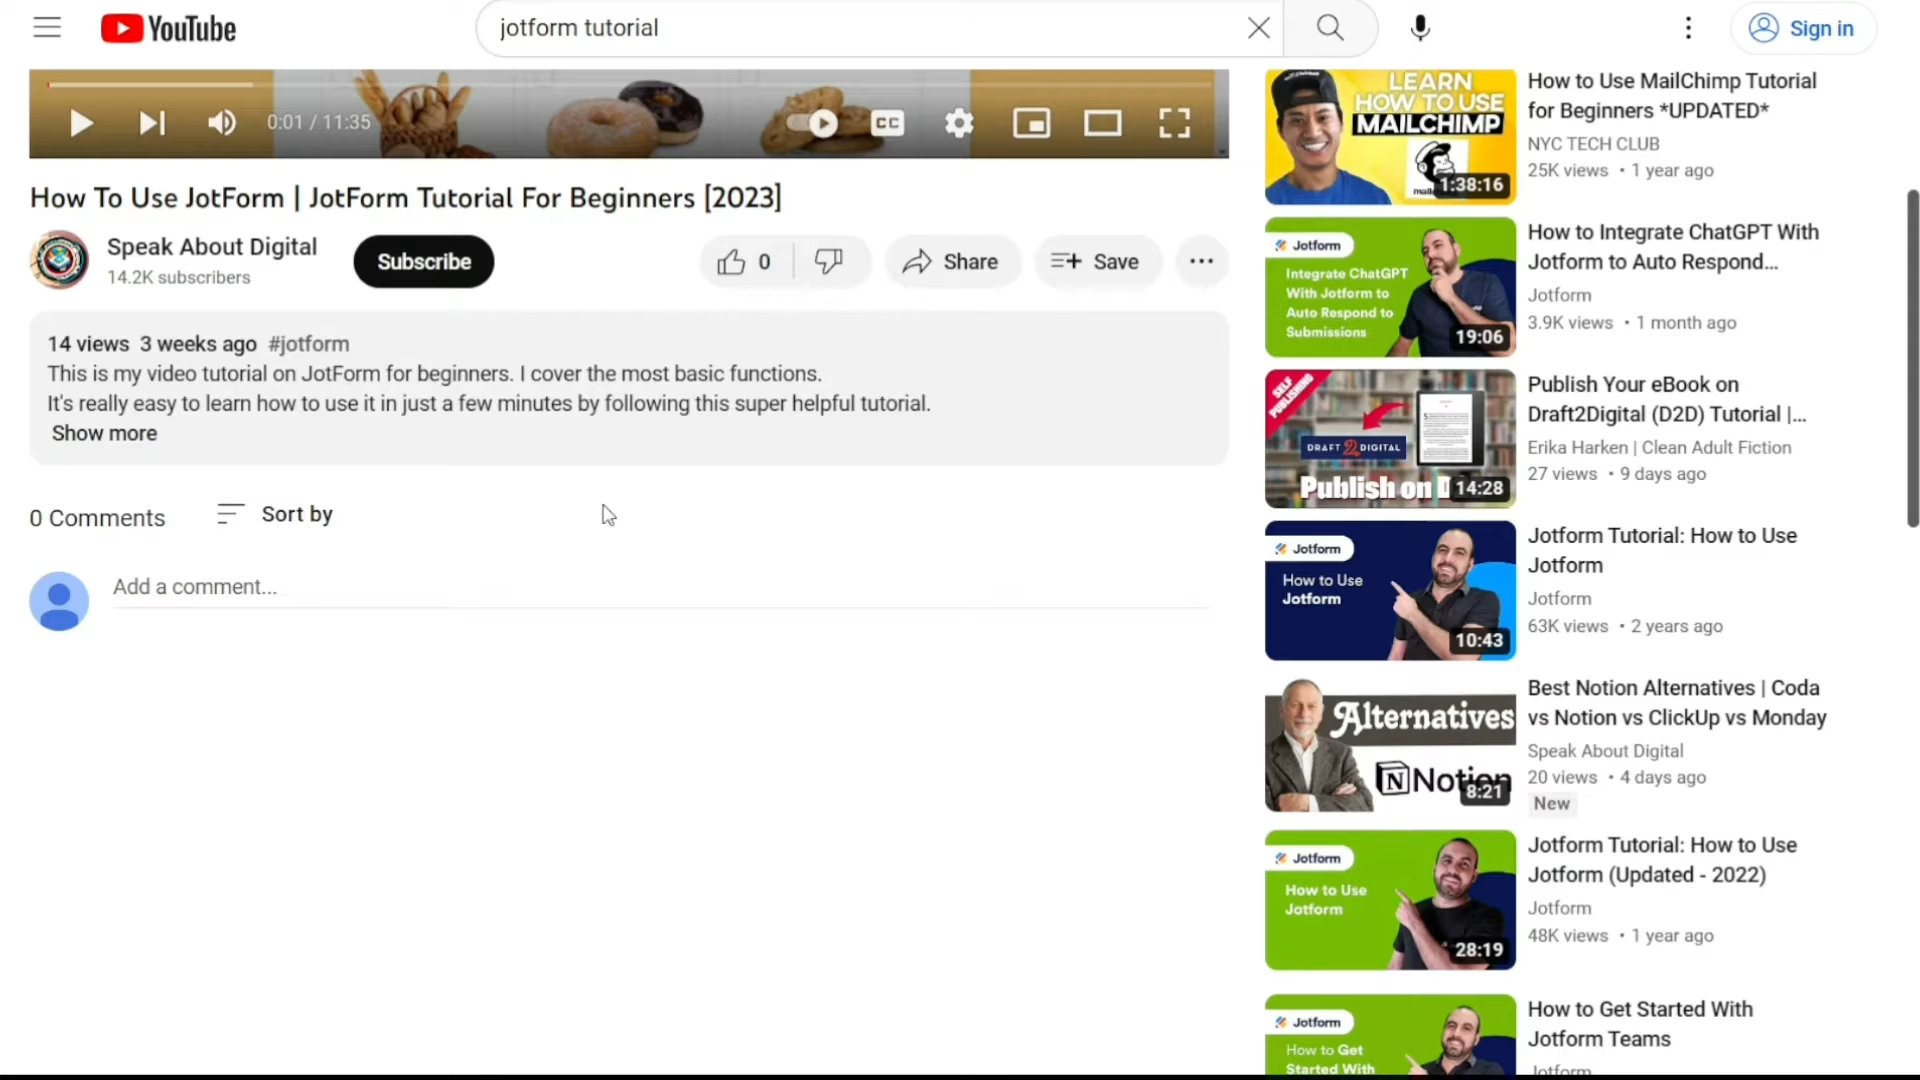 YouTube
jotform tutorial
Sign in
0:01 / 11:35
CC
How To Use JotForm | JotForm Tutorial For Beginners [2023]
Speak About Digital
14.2K subscribers
Subscribe
0
Share
Save
14 views 3 weeks ago #jotform
This is my video tutorial on JotForm for beginners. I cover the most basic functions.
It's really easy to learn how to use it in just a few minutes by following this super helpful tutorial.
Show more
0 Comments
Sort by
Add a comment...
LEARN
HOW TO USE
MAILCHIMP
1:38:16
How to Use MailChimp Tutorial
for Beginners *UPDATED*
NYC TECH CLUB
25K views • 1 year ago
Jotform
Integrate ChatGPT
With Jotform to
Auto Respond to
Submissions
19:06
How to Integrate ChatGPT With
Jotform to Auto Respond...
Jotform
3.9K views • 1 month ago
SELF
PUBLISHING
DRAFT 2 DIGITAL
Publish on D
14:28
Publish Your eBook on
Draft2Digital (D2D) Tutorial |...
Erika Harken | Clean Adult Fiction
27 views • 9 days ago
Jotform
How to Use
Jotform
10:43
Jotform Tutorial: How to Use
Jotform
Jotform
63K views • 2 years ago
Alternatives
Notion
8:21
Best Notion Alternatives | Coda
vs Notion vs ClickUp vs Monday
Speak About Digital
20 views • 4 days ago
New
Jotform
How to Use
Jotform
28:19
Jotform Tutorial: How to Use
Jotform (Updated - 2022)
Jotform
48K views • 1 year ago
Jotform
How to Get
Started With
How to Get Started With
Jotform Teams
Jotform